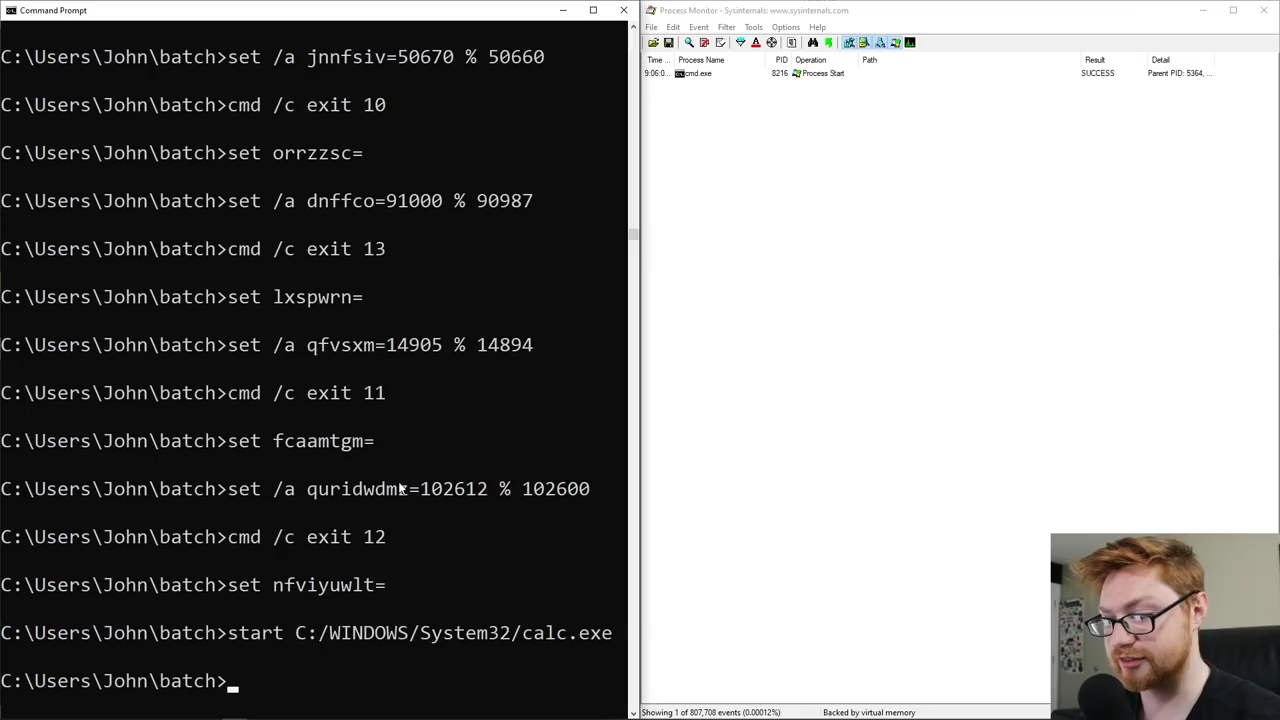 Command Prompt
C:\Users\John\batch>set /a jnnfsiv=50670 % 50660
C:\Users\John\batch>cmd /c exit 10
C:\Users\John\batch>set orrzzsc=
C:\Users\John\batch>set /a dnffco=91000 % 90987
C:\Users\John\batch>cmd /c exit 13
C:\Users\John\batch>set lxspwrn=
C:\Users\John\batch>set /a qfvsxm=14905 % 14894
C:\Users\John\batch>cmd /c exit 11
C:\Users\John\batch>set fcaamtgm=
C:\Users\John\batch>set /a =102612 % 102600
C:\Users\John\batch>cmd /c exit 12
C:\Users\John\batch>set nfviyuwlt=
C:\Users\John\batch>start C:/WINDOWS/System32/calc.exe
C:\Users\John\batch>
Process Monitor - Sysinternals: www.sysinternals.com
File Edit Event Filter Tools Options Help
Time ... Process Name PID Operation Path Result Detail
9:06:0... cmd.exe 8216 Process Start SUCCESS Parent PID: 5364, ...
Showing 1 of 807,708 events (0.00012%) Backed by virtual memory